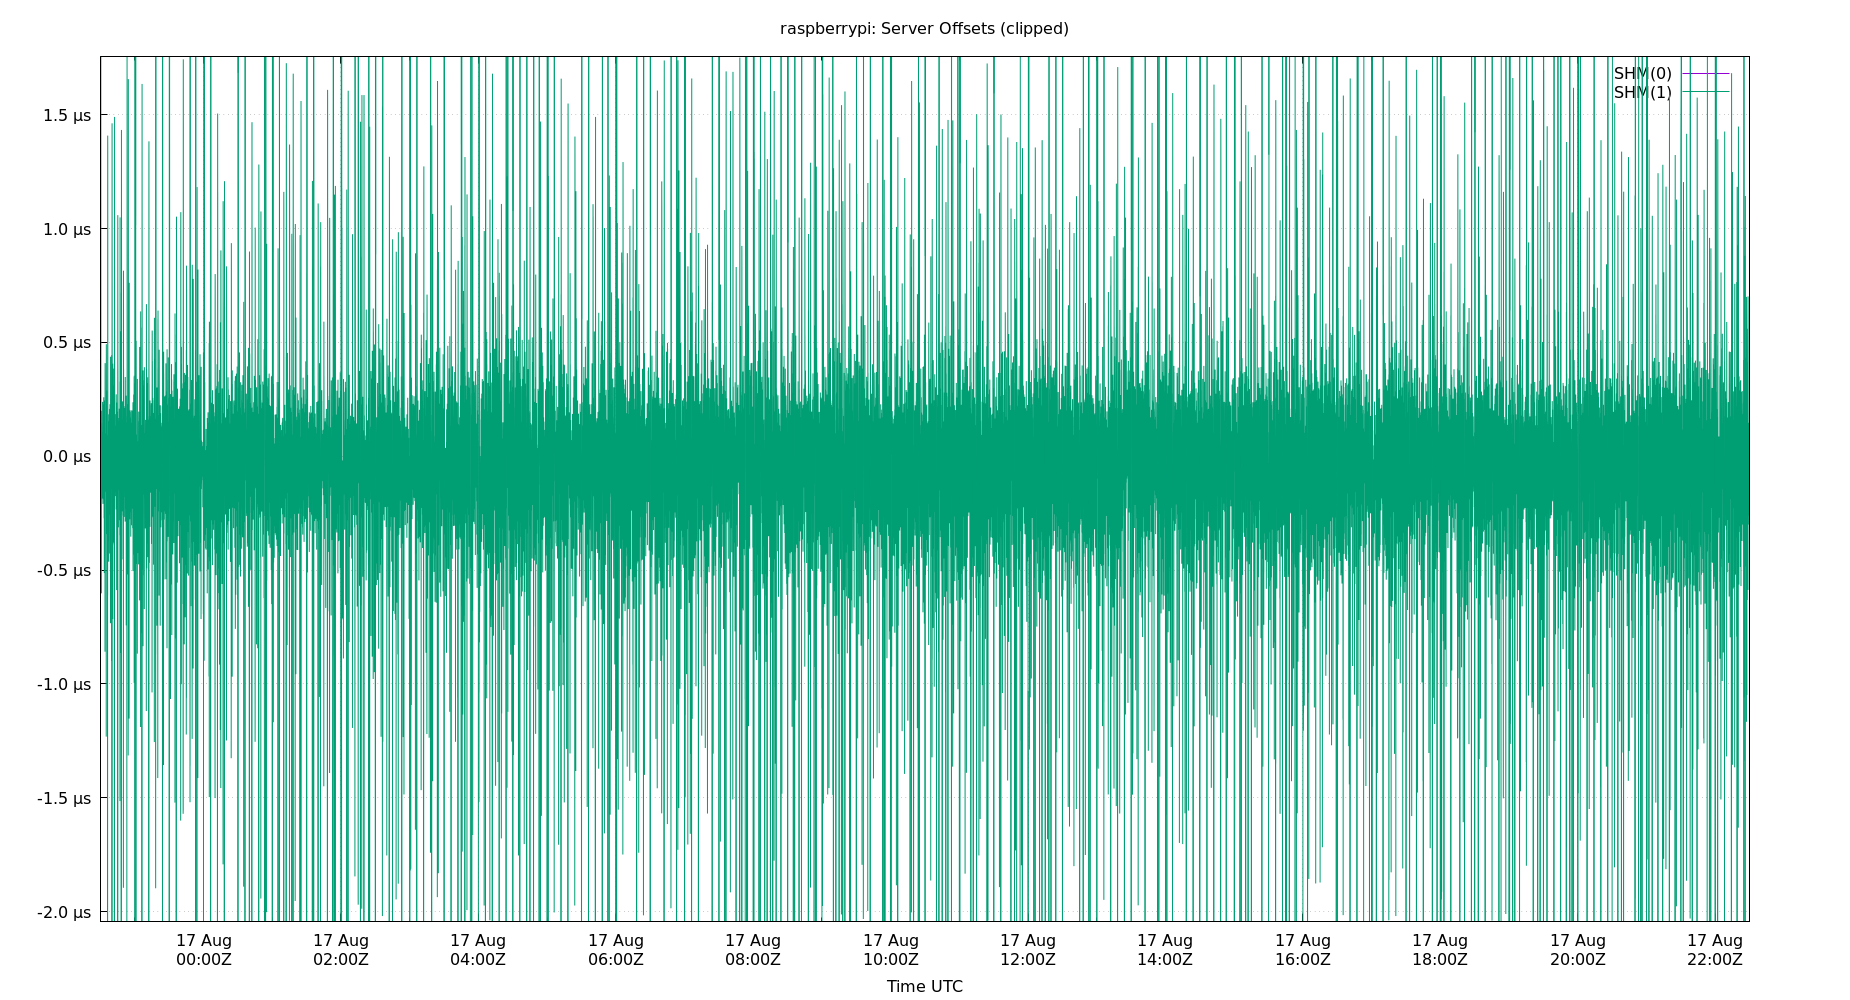 raspberrypi: Server Offsets (clipped)
SHM(0)
SHM(1)
1.5 µs
1.0 µs
0.5 µs
0.0 µs
-0.5 µs
-1.0 µs
-1.5 µs
-2.0 µs
17 Aug 17 Aug 17 Aug 17 Aug 17 Aug 17 Aug 17 Aug 17 Aug 17 Aug 17 Aug 17 Aug 17 Aug
00:00Z 02:00Z 04:00Z 06:00Z 08:00Z 10:00Z 12:00Z 14:00Z 16:00Z 18:00Z 20:00Z 22:00Z
Time UTC